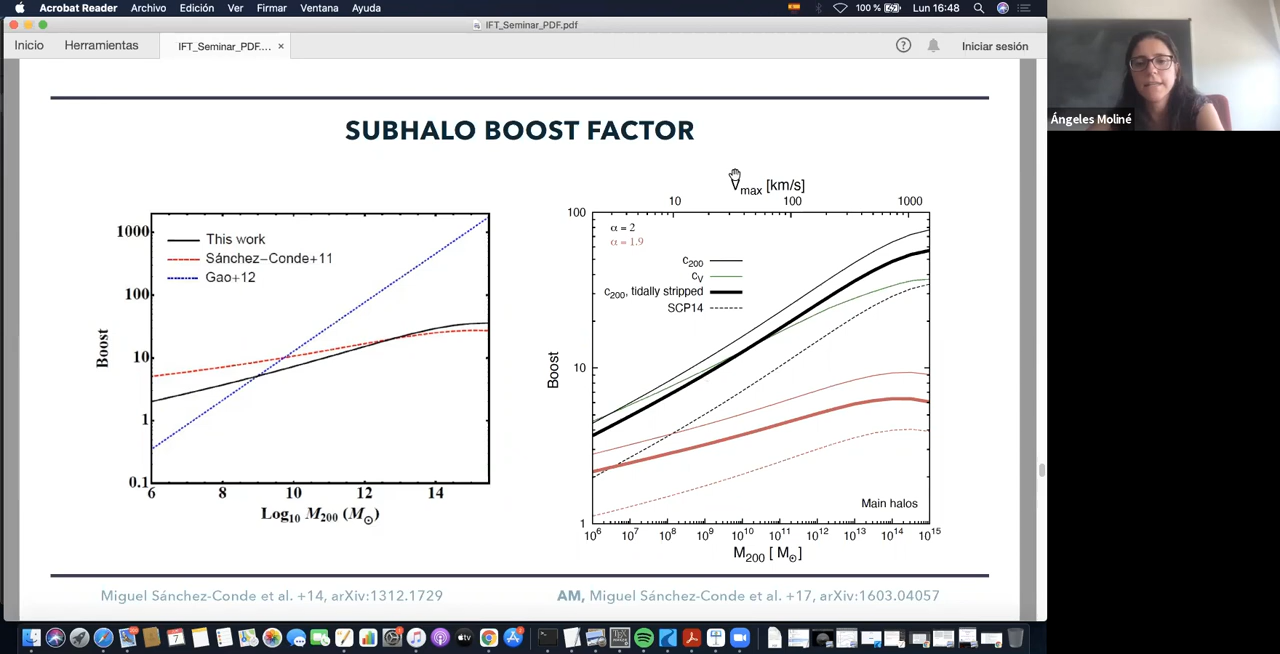 Acrobat Reader Archivo Edición Ver Firmar Ventana Ayuda 100 % Lun 16:48
IFT_Seminar_PDF.pdf
Inicio Herramientas IFT_Seminar_PDF.... × ? Iniciar sesión
Ángeles Moliné
SUBHALO BOOST FACTOR
This work
Sánchez–Conde+11
Gao+12
1000
100
10
1
0.1
Boost
6 8 10 12 14
Log10 M200 (M⊙)
Vmax [km/s]
10 100 1000
α = 2
α = 1.9
c200
cV
c200, tidally stripped
SCP14
100
10
1
Boost
Main halos
10^6 10^7 10^8 10^9 10^10 10^11 10^12 10^13 10^14 10^15
M200 [ M⊙]
Miguel Sánchez-Conde et al. +14, arXiv:1312.1729
AM, Miguel Sánchez-Conde et al. +17, arXiv:1603.04057